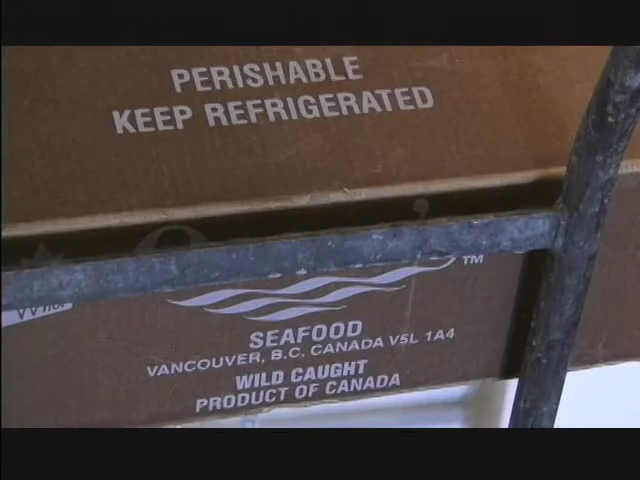 PERISHABLE
KEEP REFRIGERATED
TM
SEAFOOD
VANCOUVER, B.C. CANADA V5L 1A4
WILD CAUGHT
PRODUCT OF CANADA